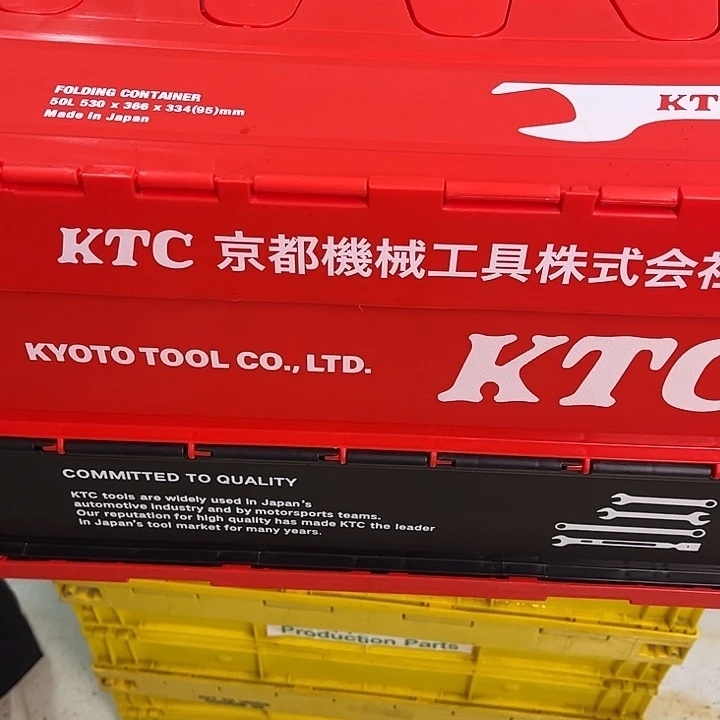 FOLDING CONTAINER
50L 530 x 366 x 334(95)mm
Made in Japan
KT
KTC 京都機械工具株式会社
KYOTO TOOL CO., LTD.
KTC
COMMITTED TO QUALITY
KTC tools are widely used in Japan's
automotive industry and by motorsports teams.
Our reputation for high quality has made KTC the leader
in Japan's tool market for many years.
Production Parts